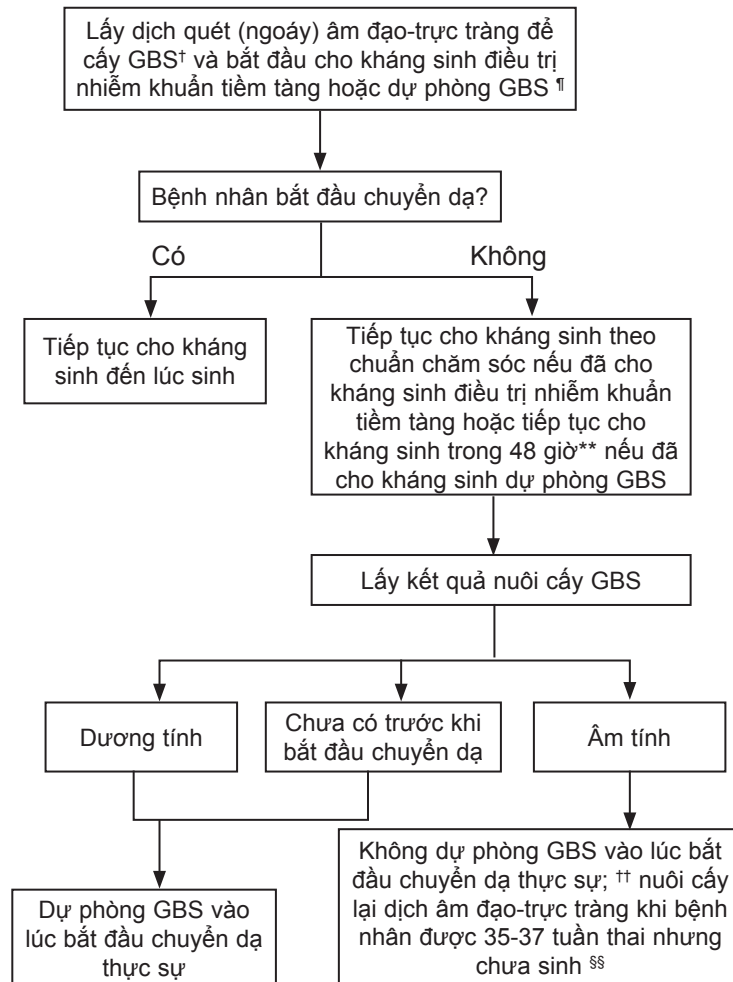 Lấy dịch quét (ngoáy) âm đạo-trực tràng để
cấy GBS† và bắt đầu cho kháng sinh điều trị
nhiễm khuẩn tiềm tàng hoặc dự phòng GBS ¶
Bệnh nhân bắt đầu chuyển dạ?
Có
Không
Tiếp tục cho kháng
sinh đến lúc sinh
Tiếp tục cho kháng sinh theo
chuẩn chăm sóc nếu đã cho
kháng sinh điều trị nhiễm khuẩn
tiềm tàng hoặc tiếp tục cho
kháng sinh trong 48 giờ** nếu đã
cho kháng sinh dự phòng GBS
Lấy kết quả nuôi cấy GBS
Dương tính
Chưa có trước khi
bắt đầu chuyển dạ
Âm tính
Dự phòng GBS vào
lúc bắt đầu chuyển dạ
thực sự
Không dự phòng GBS vào lúc bắt
đầu chuyển dạ thực sự; †† nuôi cấy
lại dịch âm đạo-trực tràng khi bệnh
nhân được 35-37 tuần thai nhưng
chưa sinh §§